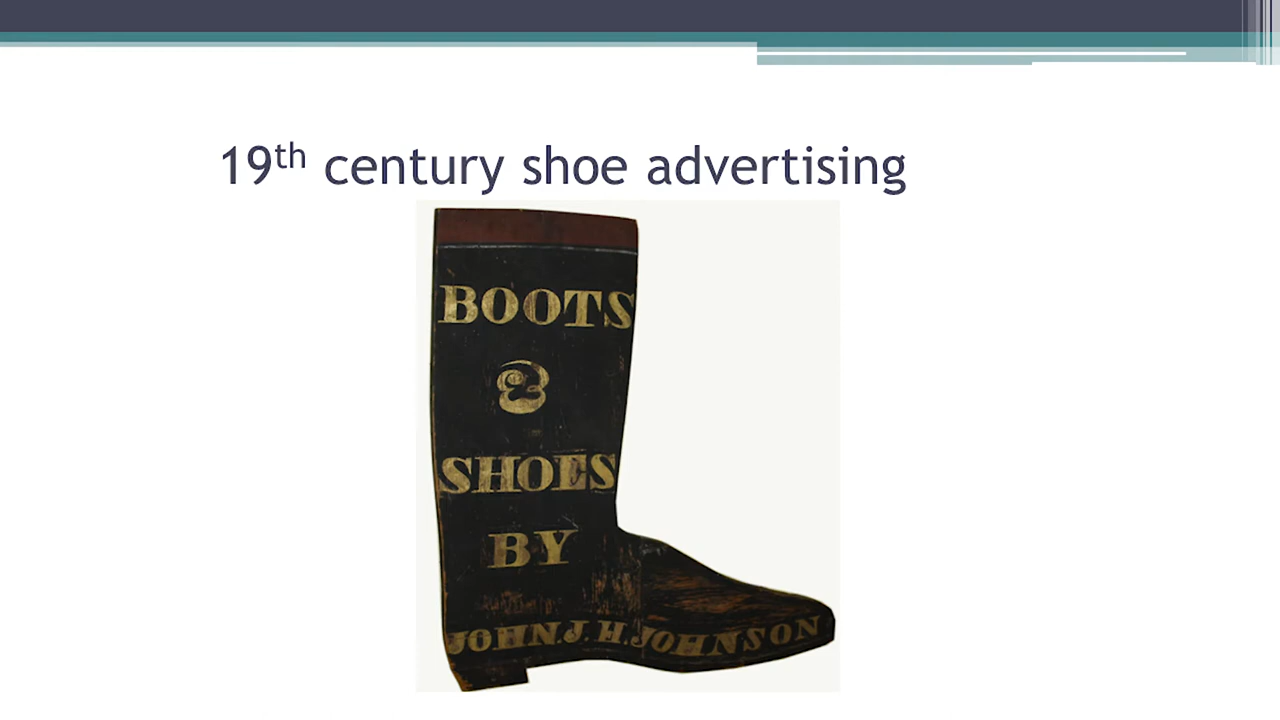 19th century shoe advertising
BOOTS
&
SHOES
BY
JOHN.J.H.JOHNSON